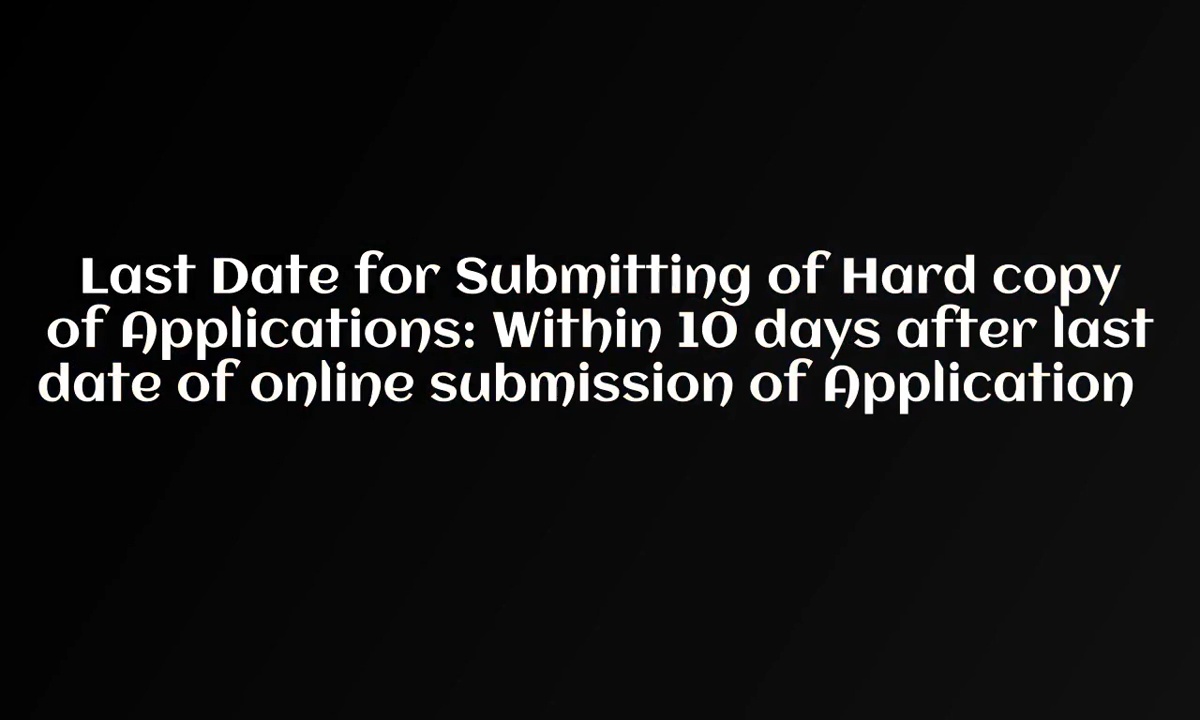 Last Date for Submitting of Hard copy
of Applications: Within 10 days after last
date of online submission of Application